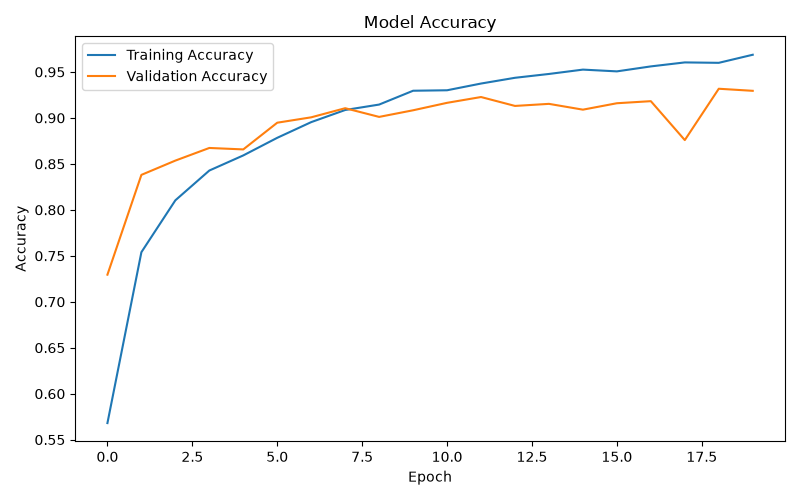 Model Accuracy
Training Accuracy
Validation Accuracy
0.95
0.90
0.85
0.80
0.75
0.70
0.65
0.60
0.55
Accuracy
0.0 2.5 5.0 7.5 10.0 12.5 15.0 17.5
Epoch